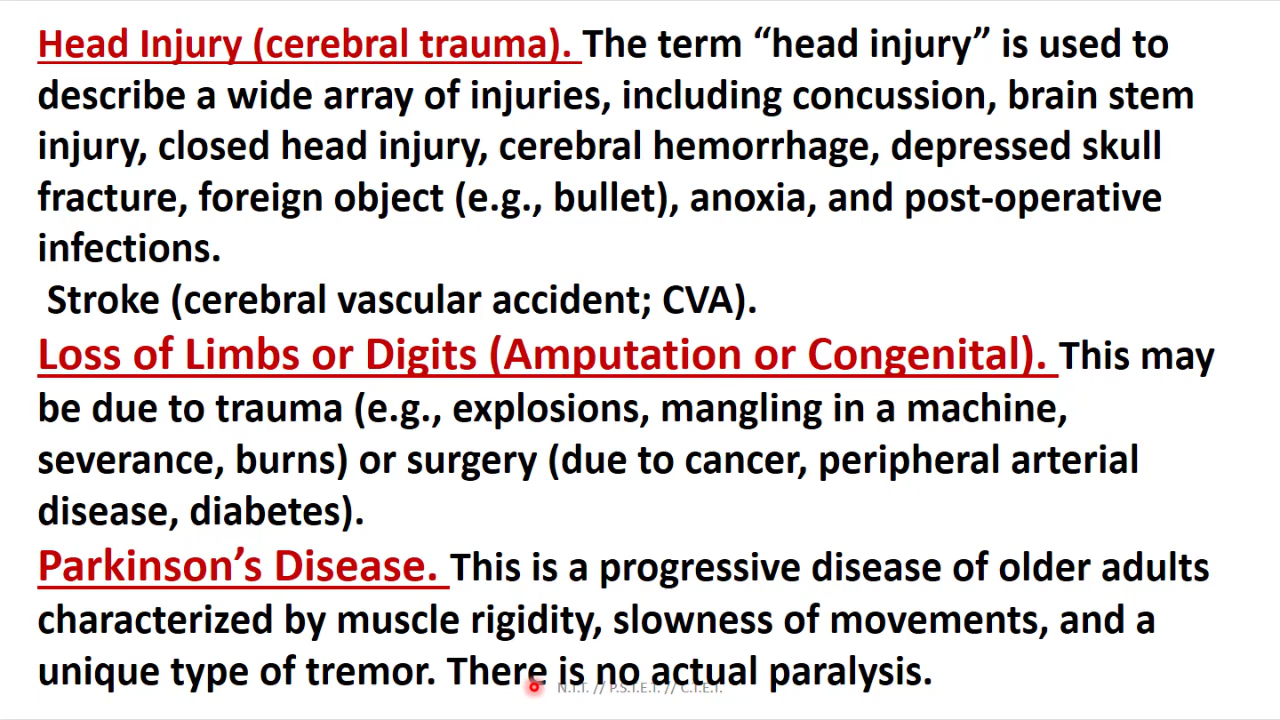 Head Injury (cerebral trauma). The term “head injury” is used to
describe a wide array of injuries, including concussion, brain stem
injury, closed head injury, cerebral hemorrhage, depressed skull
fracture, foreign object (e.g., bullet), anoxia, and post-operative
infections.
Stroke (cerebral vascular accident; CVA).
Loss of Limbs or Digits (Amputation or Congenital). This may
be due to trauma (e.g., explosions, mangling in a machine,
severance, burns) or surgery (due to cancer, peripheral arterial
disease, diabetes).
Parkinson’s Disease. This is a progressive disease of older adults
characterized by muscle rigidity, slowness of movements, and a
unique type of tremor. There is no actual paralysis.
N.T.T. // P.S.T.E.T. // C.T.E.T.